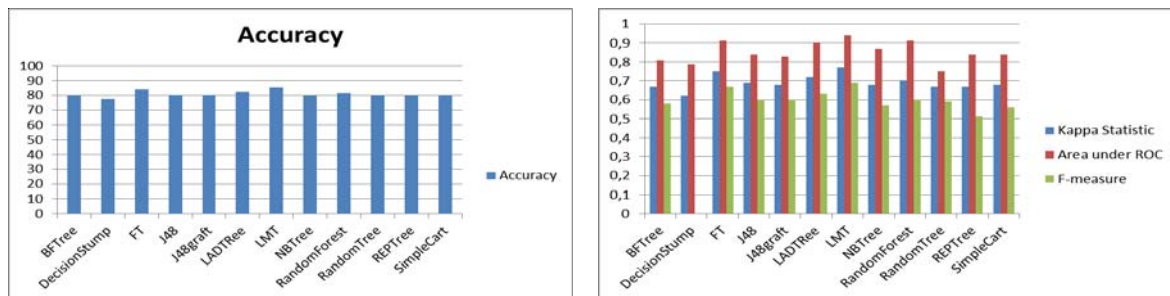 Accuracy
100
90
80
70
60
50
40
30
20
10
0
BFTree
DecisionStump
FT
J48
J48graft
LADTRee
LMT
NBTree
RandomForest
RandomTree
REPTree
SimpleCart
Accuracy
1
0,9
0,8
0,7
0,6
0,5
0,4
0,3
0,2
0,1
0
BFTree
DecisionStump
FT
J48
J48graft
LADTRee
LMT
NBTree
RandomForest
RandomTree
REPTree
SimpleCart
Kappa Statistic
Area under ROC
F-measure